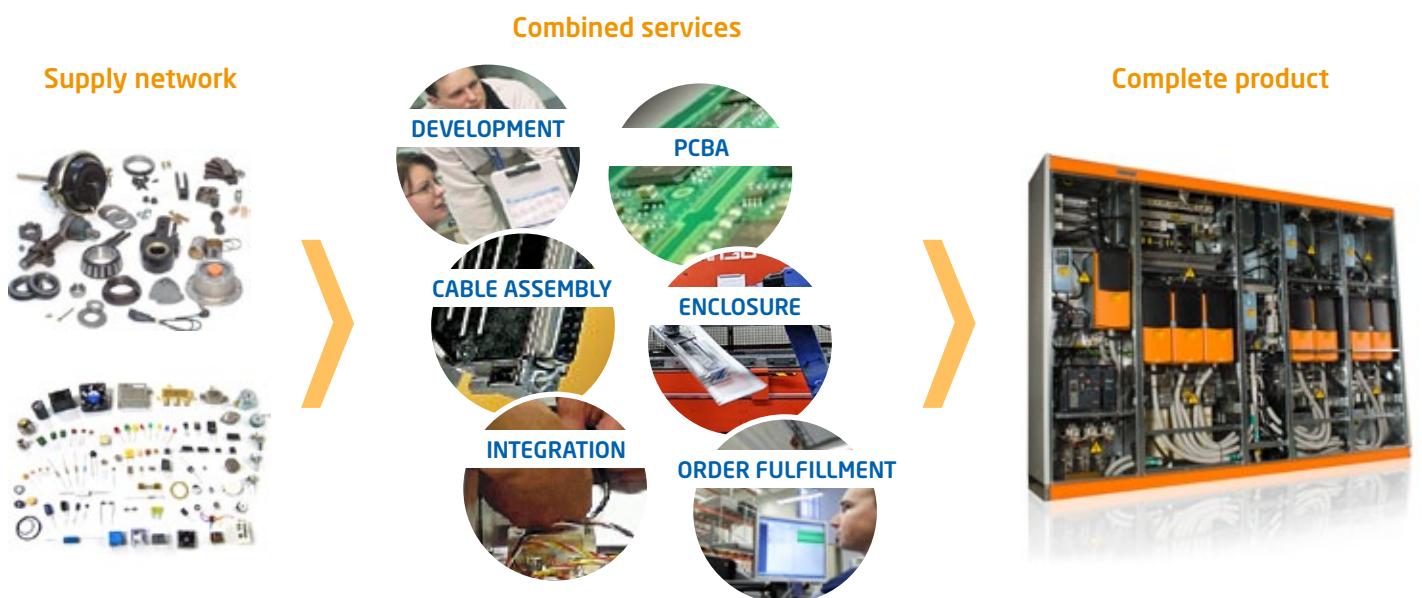 Supply network
Combined services
DEVELOPMENT
PCBA
CABLE ASSEMBLY
ENCLOSURE
INTEGRATION
ORDER FULFILLMENT
Complete product